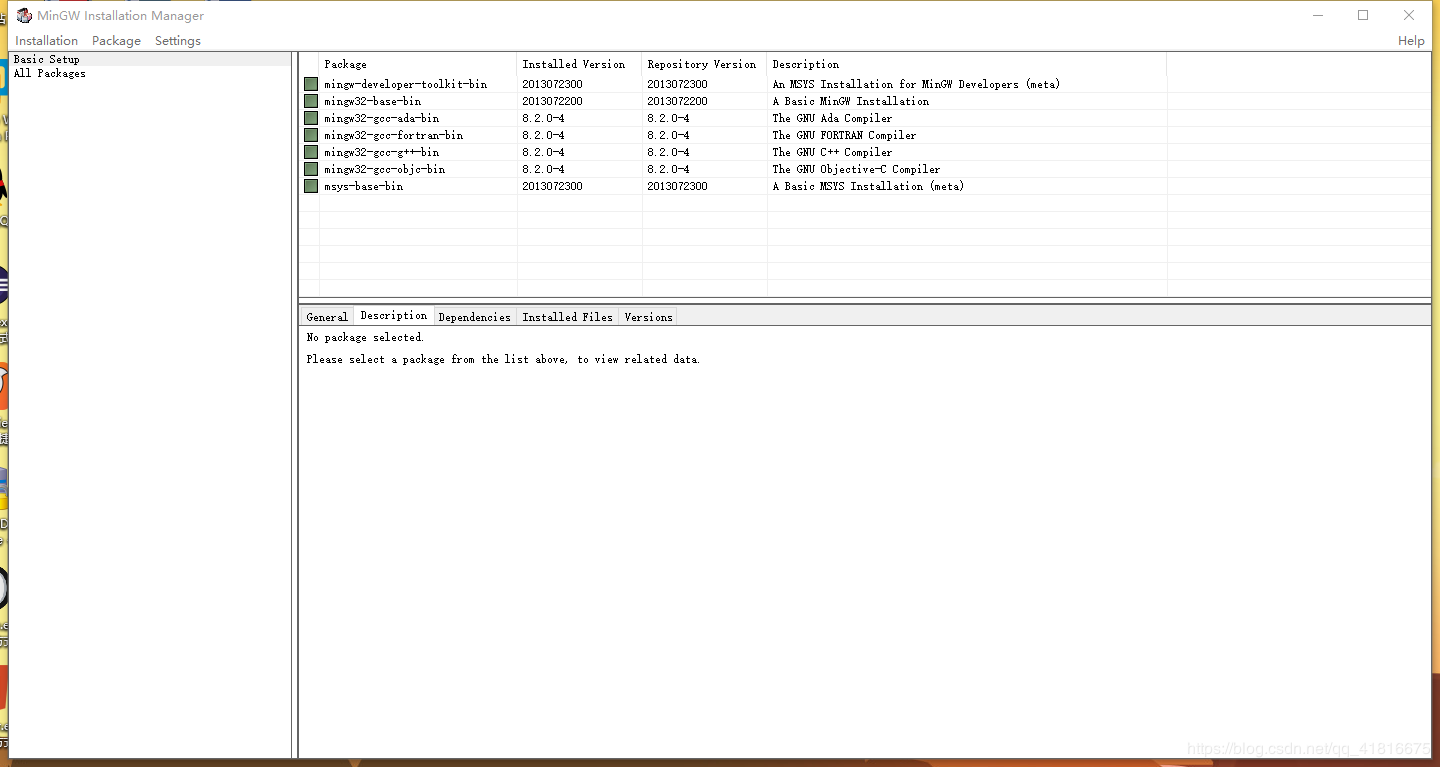 MinGW Installation Manager
Installation Package Settings Help
Basic Setup
All Packages
Package Installed Version Repository Version Description
mingw-developer-toolkit-bin 2013072300 2013072300 An MSYS Installation for MinGW Developers (meta)
mingw32-base-bin 2013072200 2013072200 A Basic MinGW Installation
mingw32-gcc-ada-bin 8.2.0-4 8.2.0-4 The GNU Ada Compiler
mingw32-gcc-fortran-bin 8.2.0-4 8.2.0-4 The GNU FORTRAN Compiler
mingw32-gcc-g++-bin 8.2.0-4 8.2.0-4 The GNU C++ Compiler
mingw32-gcc-objc-bin 8.2.0-4 8.2.0-4 The GNU Objective-C Compiler
msys-base-bin 2013072300 2013072300 A Basic MSYS Installation (meta)
General Description Dependencies Installed Files Versions
No package selected.
Please select a package from the list above, to view related data.
https://blog.csdn.net/qq_41816675